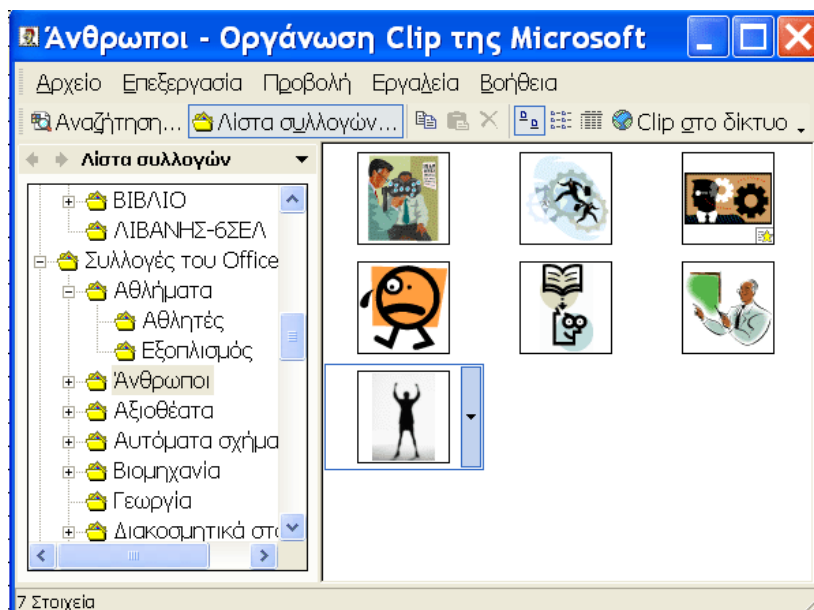 Άνθρωποι - Οργάνωση Clip της Microsoft
Αρχείο Επεξεργασία Προβολή Εργαλεία Βοήθεια
Αναζήτηση... Λίστα συλλογών... Clip στο δίκτυο
Λίστα συλλογών
ΒΙΒΛΙΟ
ΛΙΒΑΝΗΣ-6ΣΕΛ
Συλλογές του Office
Αθλήματα
Αθλητές
Εξοπλισμός
Άνθρωποι
Αξιοθέατα
Αυτόματα σχήμα
Βιομηχανία
Γεωργία
Διακοσμητικά στο
7 Στοιχεία